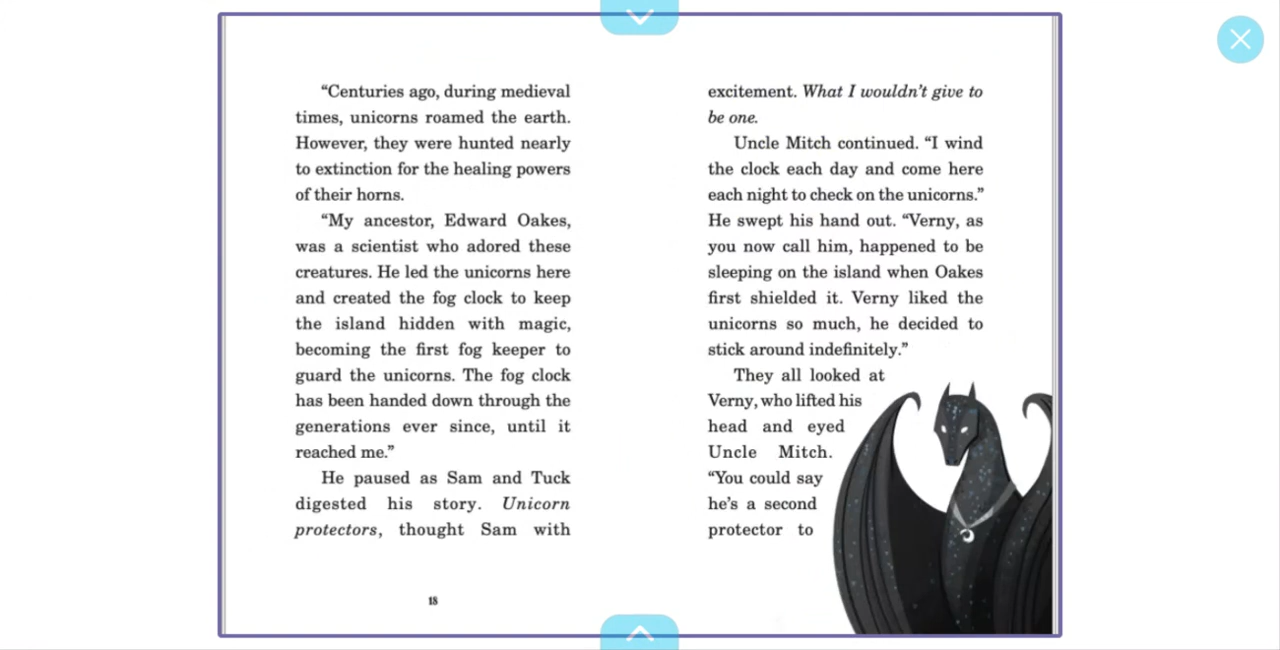 “Centuries ago, during medieval
times, unicorns roamed the earth.
However, they were hunted nearly
to extinction for the healing powers
of their horns.
“My ancestor, Edward Oakes,
was a scientist who adored these
creatures. He led the unicorns here
and created the fog clock to keep
the island hidden with magic,
becoming the first fog keeper to
guard the unicorns. The fog clock
has been handed down through the
generations ever since, until it
reached me.”
He paused as Sam and Tuck
digested his story. Unicorn
protectors, thought Sam with
18
excitement. What I wouldn’t give to
be one.
Uncle Mitch continued. “I wind
the clock each day and come here
each night to check on the unicorns.”
He swept his hand out. “Verny, as
you now call him, happened to be
sleeping on the island when Oakes
first shielded it. Verny liked the
unicorns so much, he decided to
stick around indefinitely.”
They all looked at
Verny, who lifted his
head and eyed
Uncle Mitch.
“You could say
he’s a second
protector to